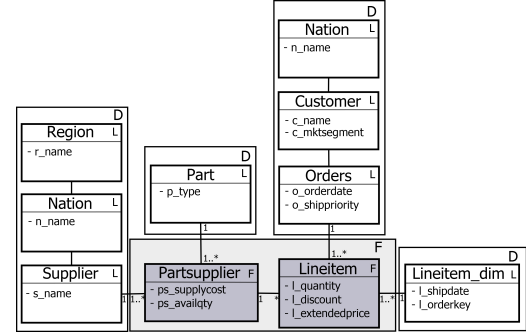 D
Nation L
- n_name
Customer L
- c_name
- c_mktsegment
Orders L
- o_orderdate
- o_shippriority
1
D
Region L
- r_name
Nation L
- n_name
Supplier L
- s_name
1
D
Part L
- p_type
1
F
1..*
Partsupplier F
- ps_supplycost
- ps_availqty
1..*
1
1..*
Lineitem F
- l_quantity
- l_discount
- l_extendedprice
*
1..*
D
Lineitem_dim L
- l_shipdate
- l_orderkey
1